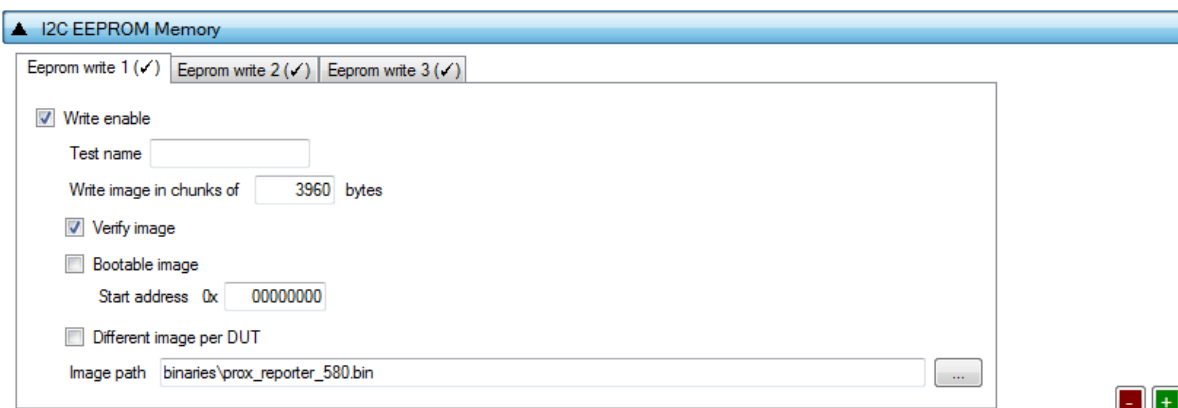 ▲ I2C EEPROM Memory
Eeprom write 1 (✓) Eeprom write 2 (✓) Eeprom write 3 (✓)
Write enable
Test name
Write image in chunks of 3960 bytes
Verify image
Bootable image
Start address 0x 00000000
Different image per DUT
Image path binaries\prox_reporter_580.bin ...
- +